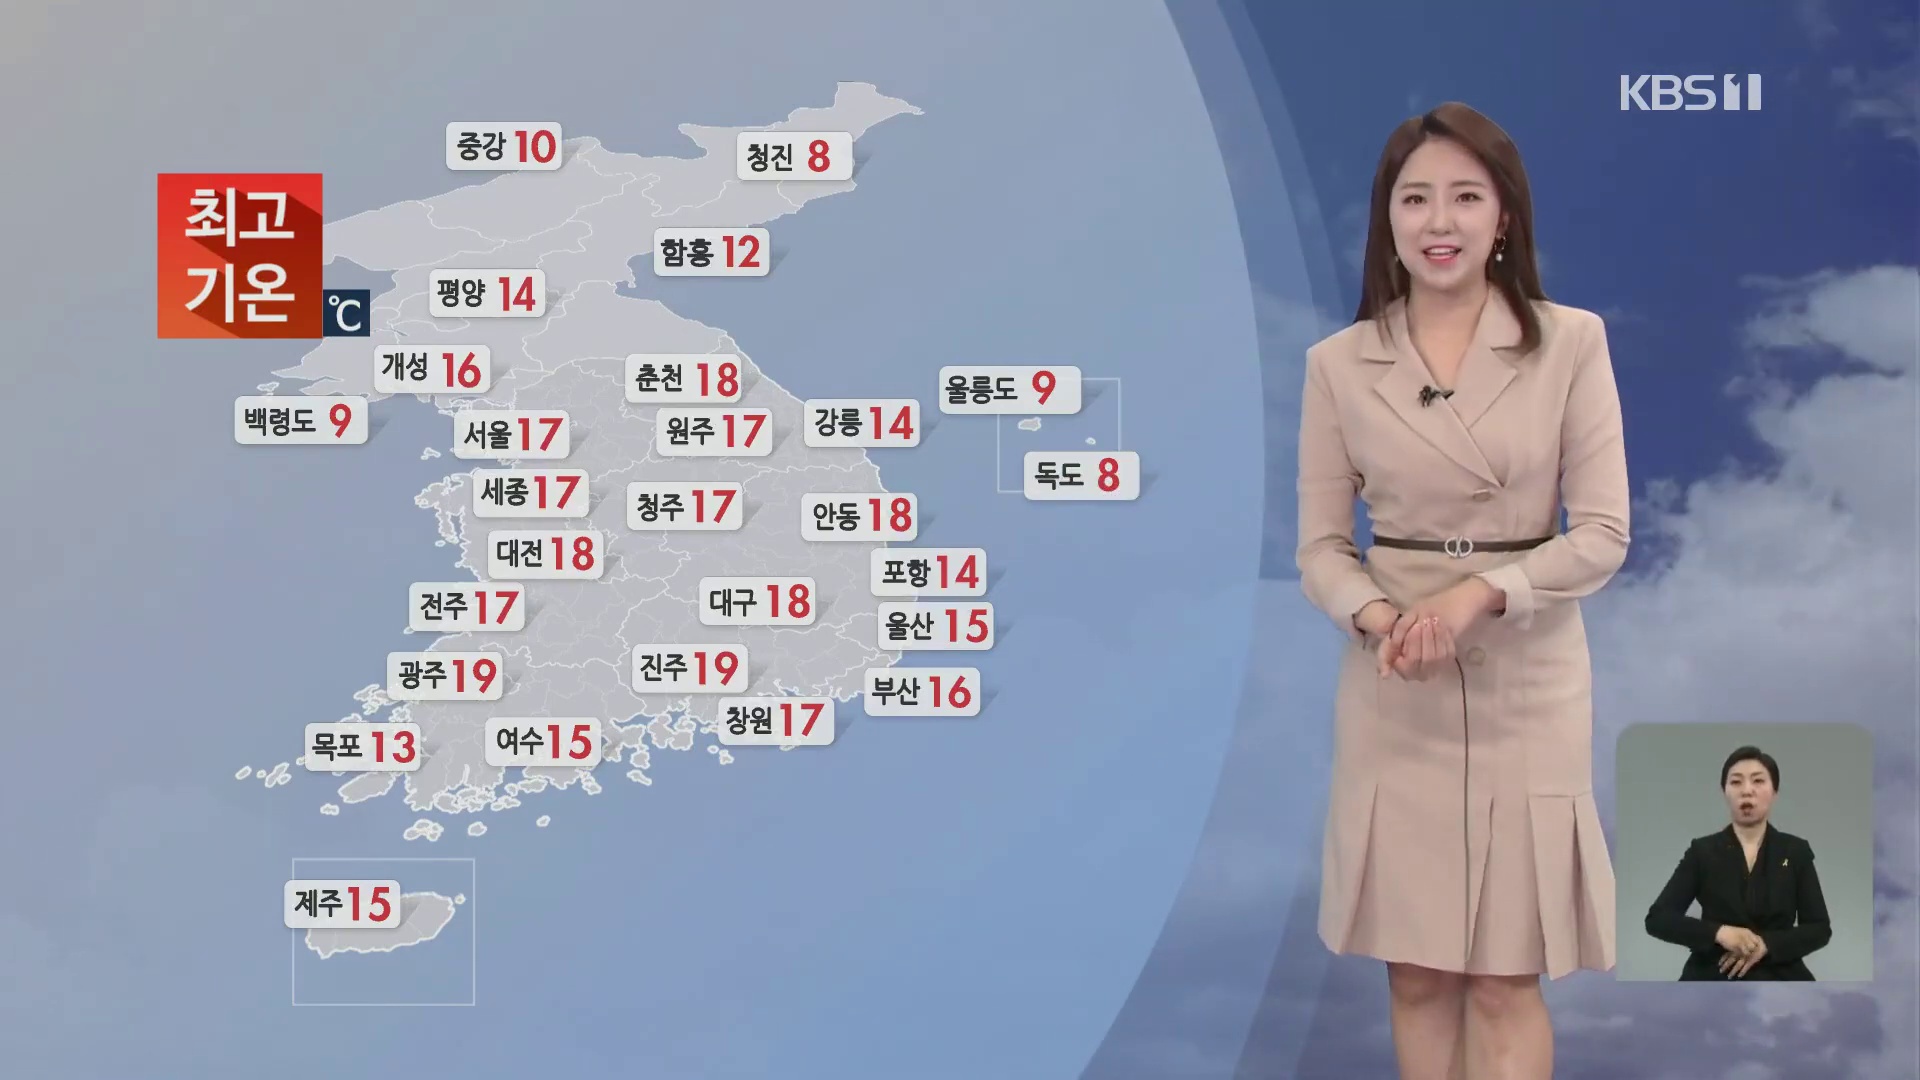 KBS 1
최고
기온
℃
중강 10
청진 8
함흥 12
평양 14
개성 16
춘천 18
울릉도 9
백령도 9
서울 17
원주 17
강릉 14
독도 8
세종 17
청주 17
안동 18
대전 18
포항 14
전주 17
대구 18
울산 15
광주 19
진주 19
부산 16
목포 13
여수 15
창원 17
제주 15